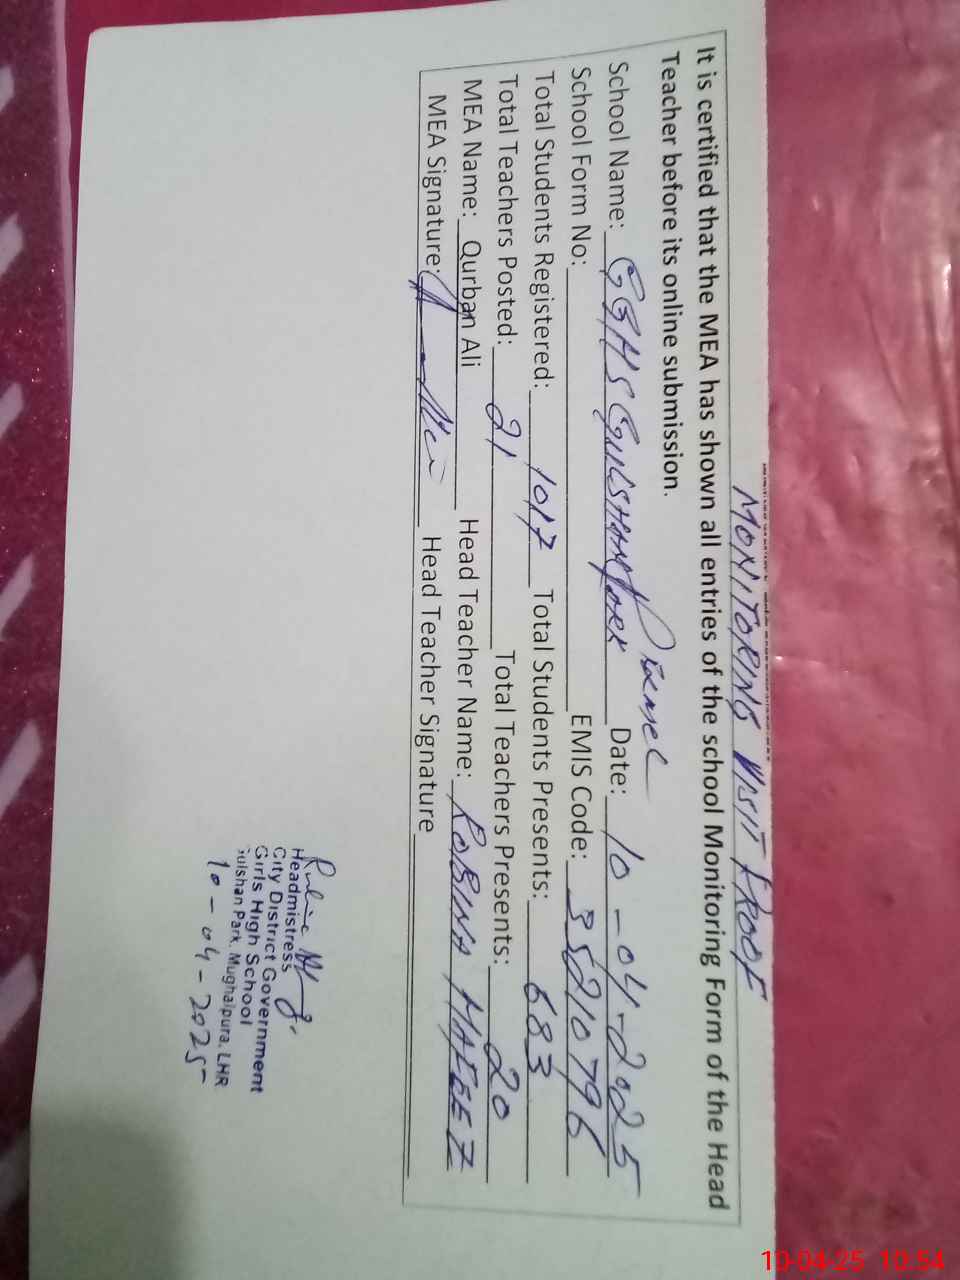 MONITORING VISIT PROOF
It is certified that the MEA has shown all entries of the school Monitoring Form of the Head
Teacher before its online submission.
School Name: GGHS GULSHAN PARK Date: 10-04-2025
School Form No: EMIS Code: 35210796
Total Students Registered: 1017 Total Students Presents: 683
Total Teachers Posted: 21 Total Teachers Presents: 20
MEA Name: Qurban Ali Head Teacher Name: ROBINA HAFEEZ
MEA Signature: Head Teacher Signature
Headmistress
City District Government
Girls High School
Gulshan Park, Mughalpura, LHR
10-04-2025
10-04-25 10:54